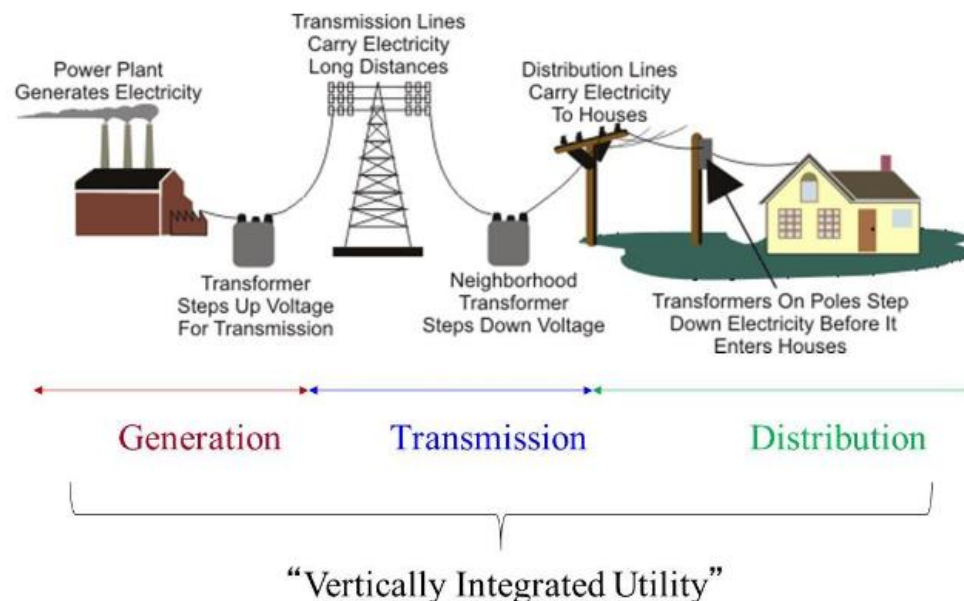 Power Plant
Generates Electricity
Transmission Lines
Carry Electricity
Long Distances
Distribution Lines
Carry Electricity
To Houses
Transformer
Steps Up Voltage
For Transmission
Neighborhood
Transformer
Steps Down Voltage
Transformers On Poles Step
Down Electricity Before It
Enters Houses
Generation
Transmission
Distribution
“Vertically Integrated Utility”